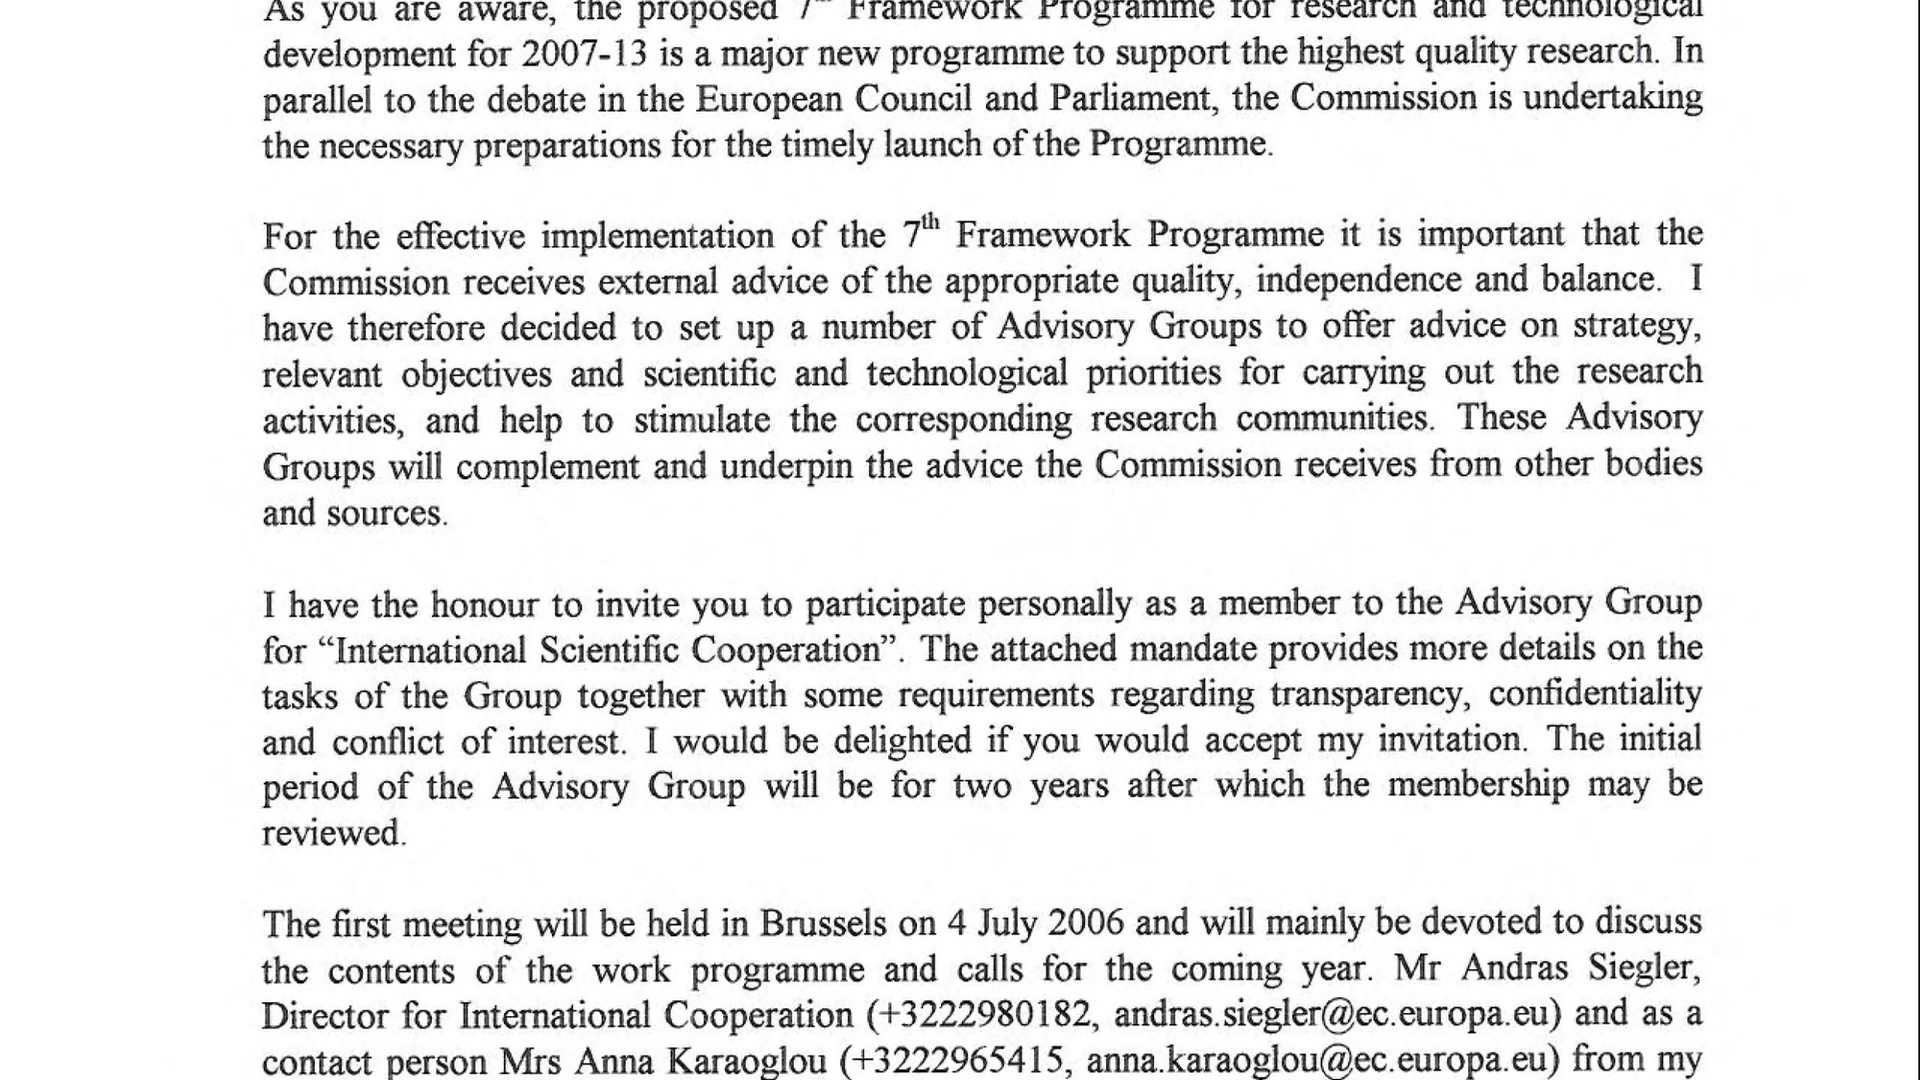 As you are aware, the proposed 7th Framework Programme for research and technological
development for 2007-13 is a major new programme to support the highest quality research. In
parallel to the debate in the European Council and Parliament, the Commission is undertaking
the necessary preparations for the timely launch of the Programme.
For the effective implementation of the 7th Framework Programme it is important that the
Commission receives external advice of the appropriate quality, independence and balance. I
have therefore decided to set up a number of Advisory Groups to offer advice on strategy,
relevant objectives and scientific and technological priorities for carrying out the research
activities, and help to stimulate the corresponding research communities. These Advisory
Groups will complement and underpin the advice the Commission receives from other bodies
and sources.
I have the honour to invite you to participate personally as a member to the Advisory Group
for “International Scientific Cooperation”. The attached mandate provides more details on the
tasks of the Group together with some requirements regarding transparency, confidentiality
and conflict of interest. I would be delighted if you would accept my invitation. The initial
period of the Advisory Group will be for two years after which the membership may be
reviewed.
The first meeting will be held in Brussels on 4 July 2006 and will mainly be devoted to discuss
the contents of the work programme and calls for the coming year. Mr Andras Siegler,
Director for International Cooperation (+3222980182, andras.siegler@ec.europa.eu) and as a
contact person Mrs Anna Karaoglou (+3222965415, anna.karaoglou@ec.europa.eu) from my